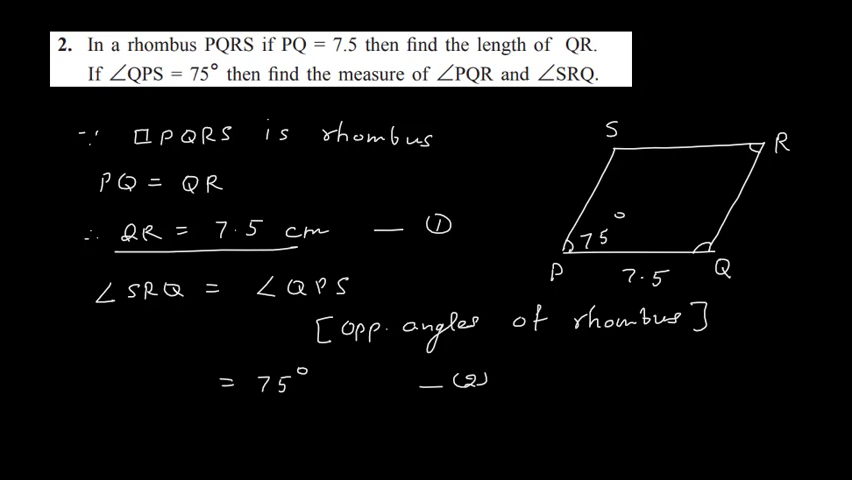 2. In a rhombus PQRS if PQ = 7.5 then find the length of QR.
If ∠QPS = 75° then find the measure of ∠PQR and ∠SRQ.
∵ □PQRS is rhombus
PQ = QR
∴ QR = 7.5 cm — ①
∠SRQ = ∠QPS
[opp. angles of rhombus]
= 75° — (2)
S
R
75°
P
7.5
Q